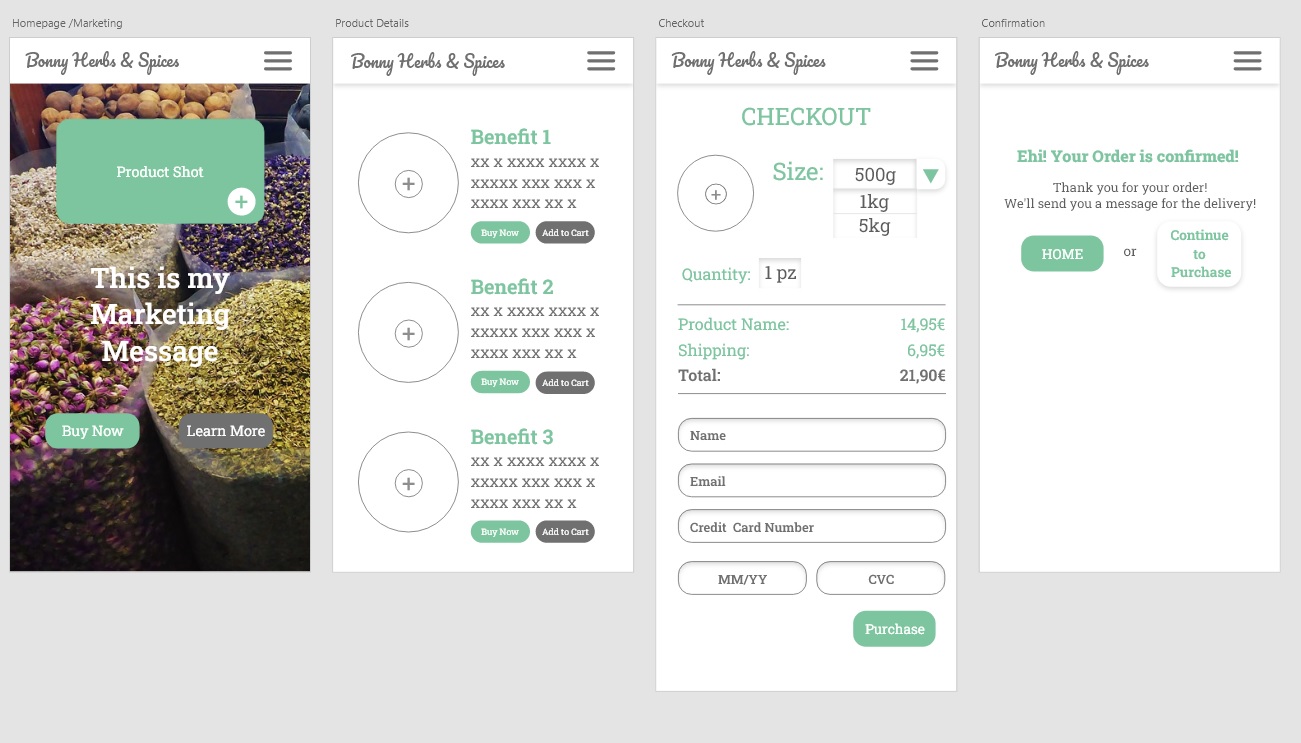 Homepage /Marketing
Bonny Herbs & Spices
Product Shot
This is my
Marketing
Message
Buy Now
Learn More
Product Details
Bonny Herbs & Spices
Benefit 1
xx x xxxx xxxx x
xxxxx xxx xxx x
xxxx xxx xx x
Buy Now
Add to Cart
Benefit 2
xx x xxxx xxxx x
xxxxx xxx xxx x
xxxx xxx xx x
Buy Now
Add to Cart
Benefit 3
xx x xxxx xxxx x
xxxxx xxx xxx x
xxxx xxx xx x
Buy Now
Add to Cart
Checkout
Bonny Herbs & Spices
CHECKOUT
Size: 500g
1kg
5kg
Quantity: 1 pz
Product Name: 14,95€
Shipping: 6,95€
Total: 21,90€
Name
Email
Credit Card Number
MM/YY
CVC
Purchase
Confirmation
Bonny Herbs & Spices
Ehi! Your Order is confirmed!
Thank you for your order!
We'll send you a message for the delivery!
HOME
or
Continue
to
Purchase